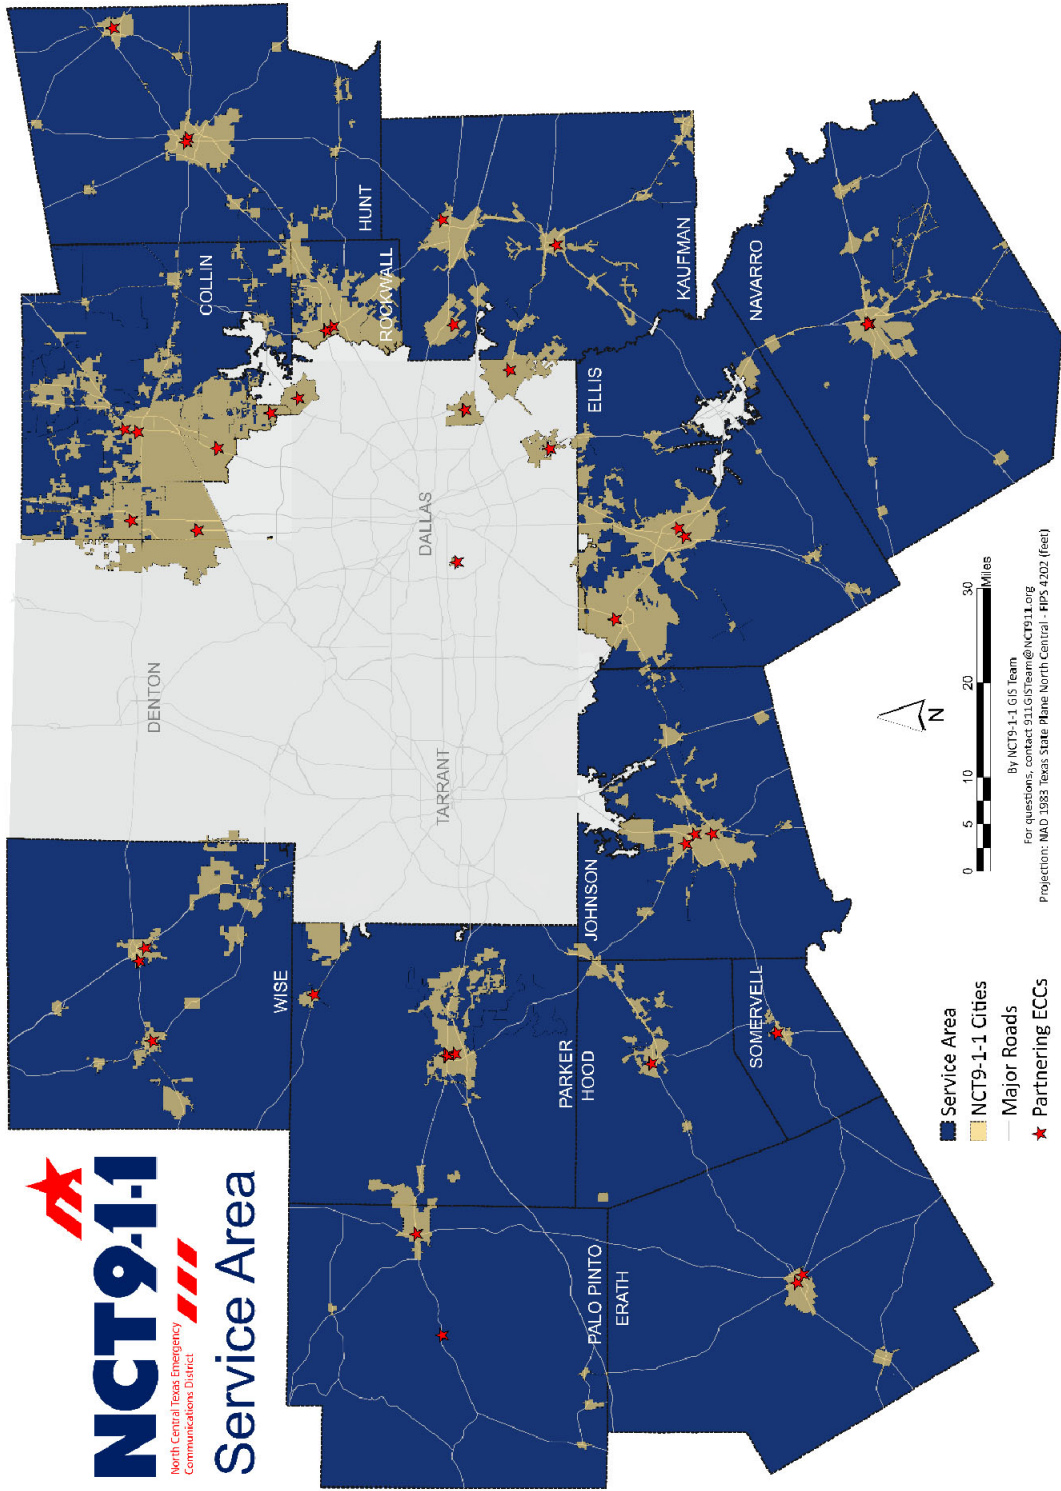 NCT9-1-1
North Central Texas Emergency
Communications District
Service Area
WISE
DENTON
COLLIN
HUNT
ROCKWALL
PALO PINTO
PARKER
TARRANT
DALLAS
KAUFMAN
ERATH
HOOD
JOHNSON
ELLIS
NAVARRO
SOMERVELL
Service Area
NCT9-1-1 Cities
Major Roads
Partnering ECCs
N
0 5 10 20 30
Miles
By NCT9-1-1 GIS Team
For questions, contact 911GISTeam@NCT911.org
Projection: NAD 1983 Texas State Plane North Central - FIPS 4202 (feet)